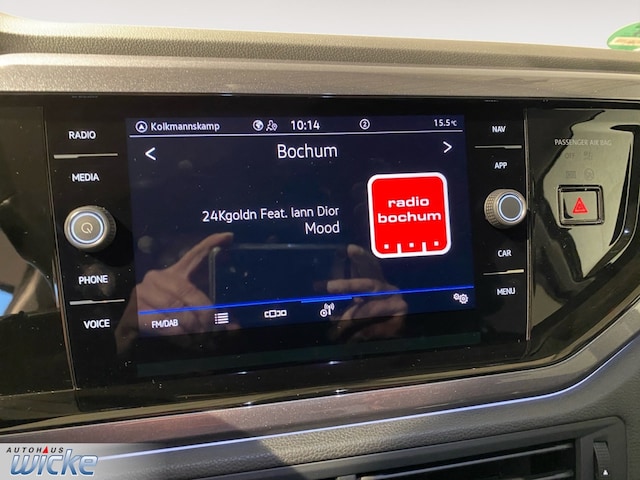 Kolkmannskamp
10:14
2
15.5°C
RADIO
MEDIA
PHONE
VOICE
Bochum
24Kgoldn Feat. Iann Dior
Mood
radio
bochum
FM/DAB
NAV
APP
CAR
MENU
PASSENGER AIR BAG
AUTOHAUS
WICKE